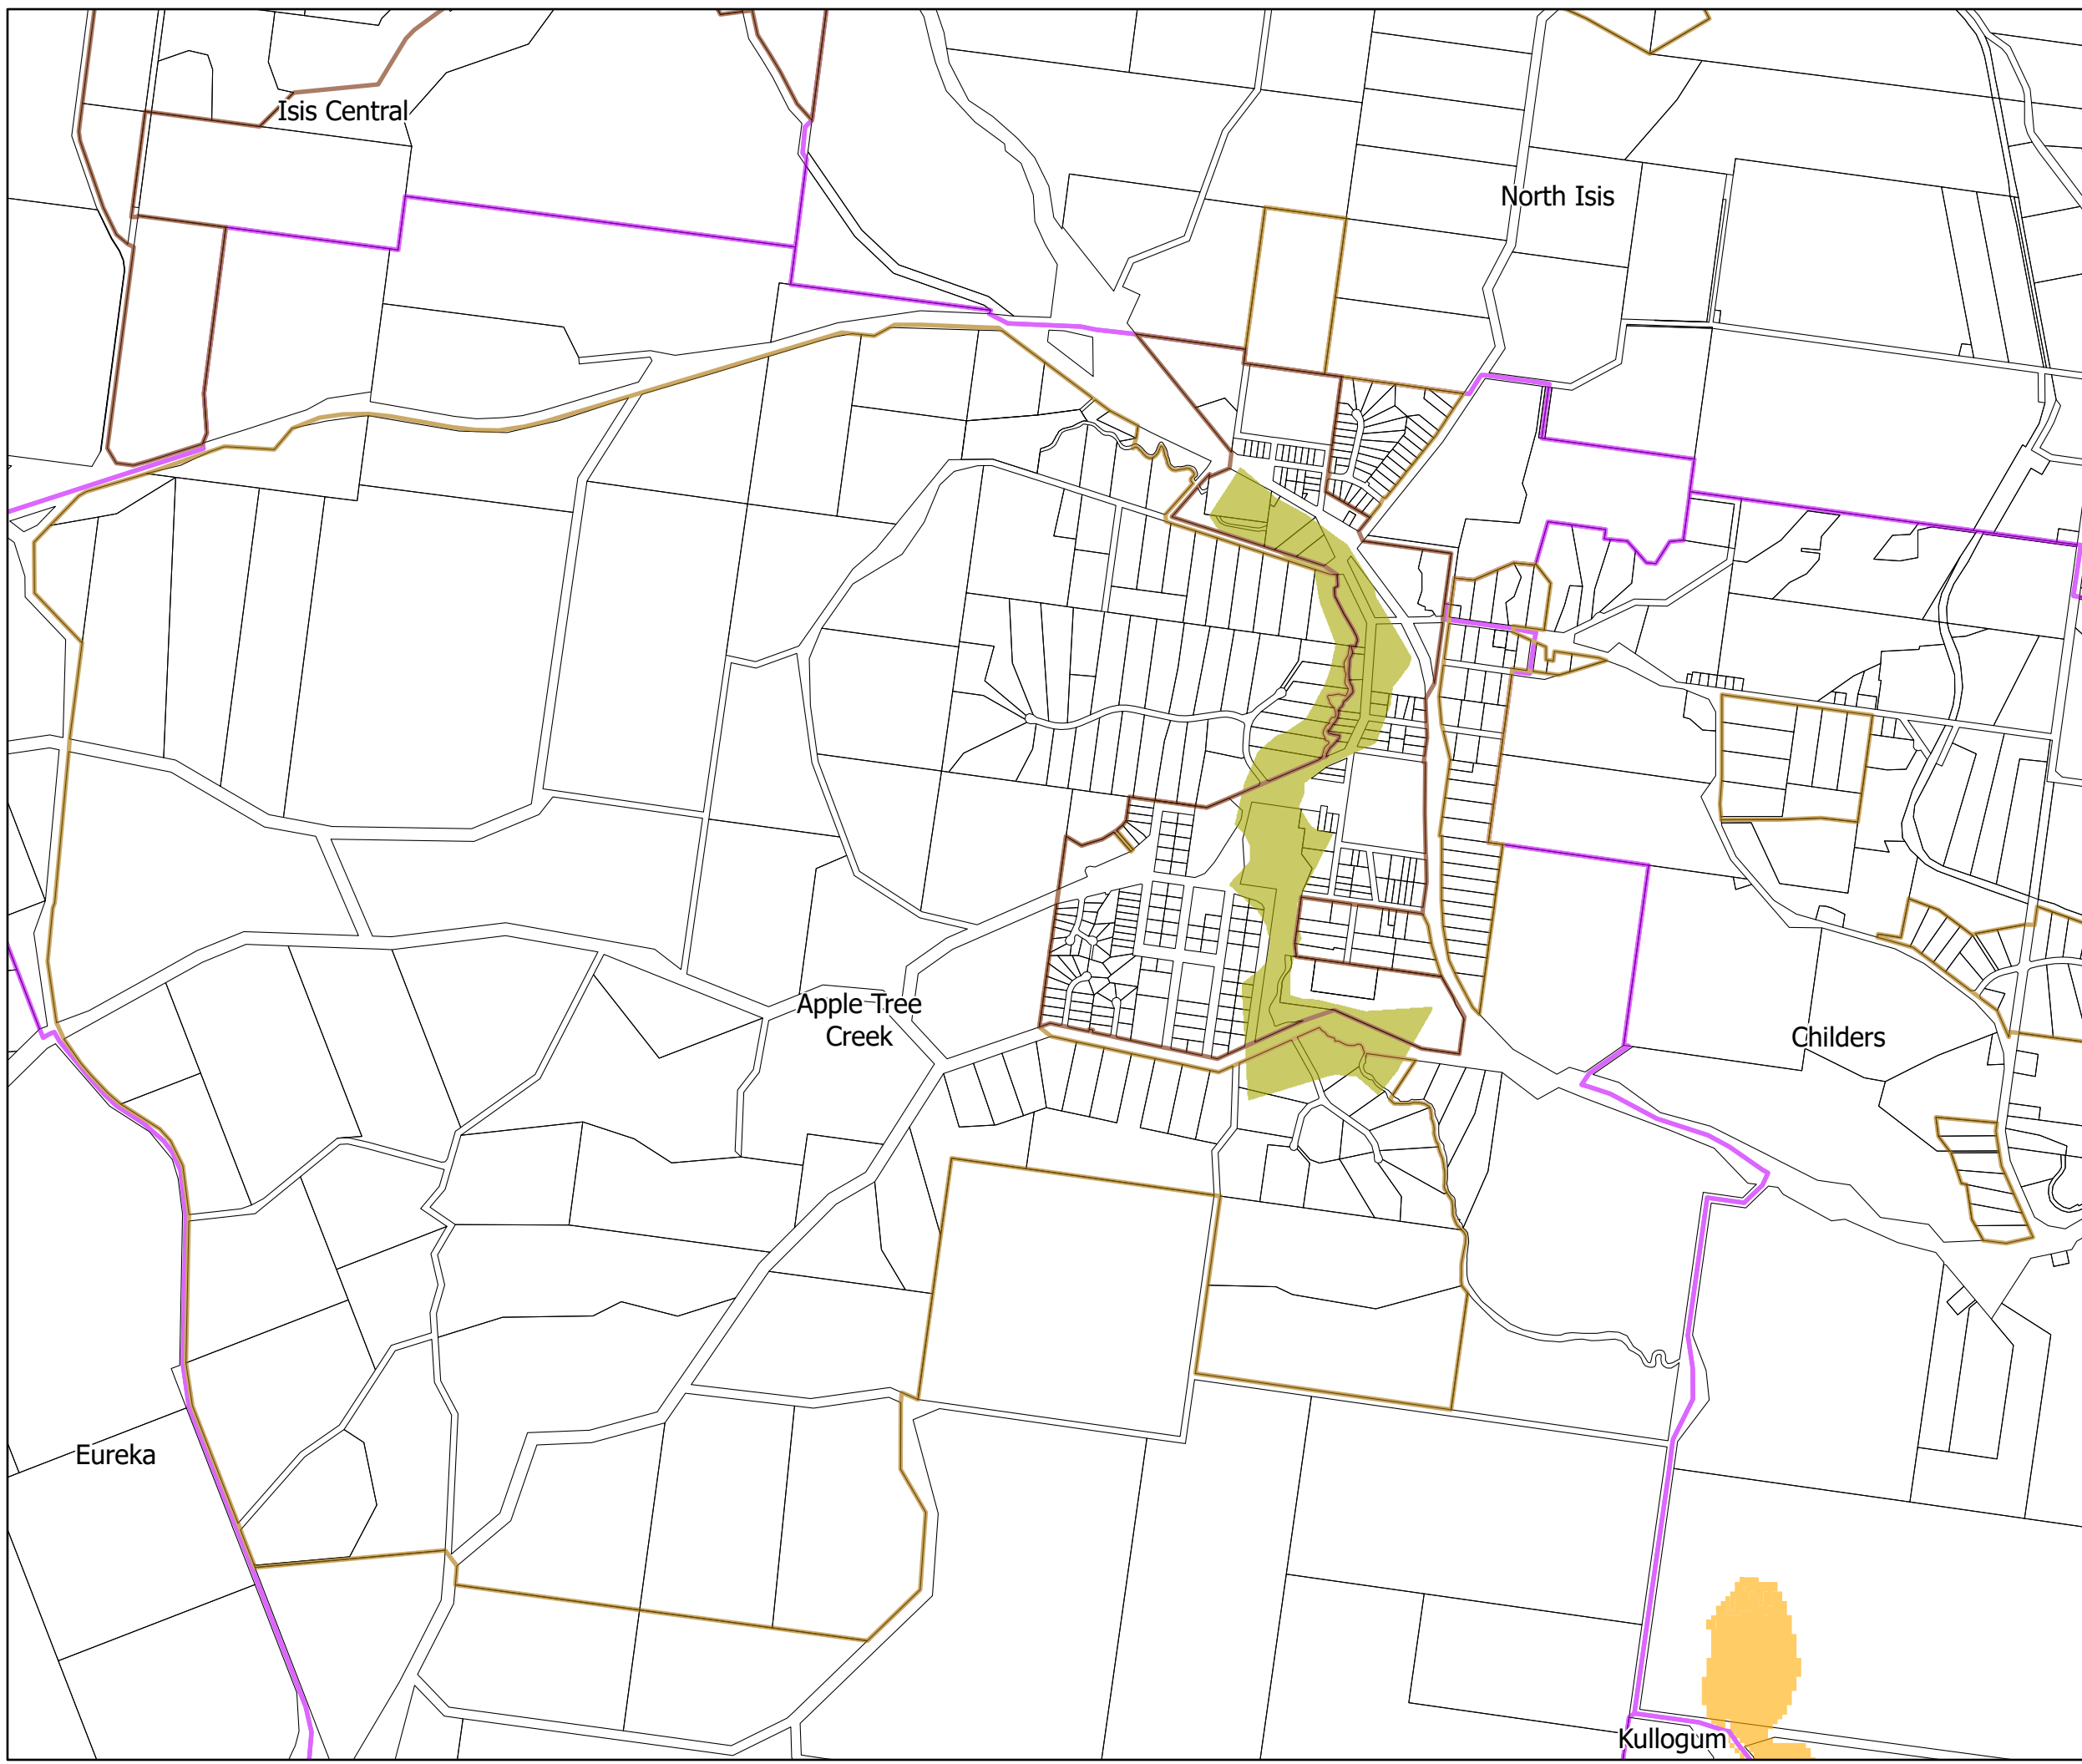 Isis Central
North Isis
Apple Tree
Creek
Childers
Eureka
Kullogum